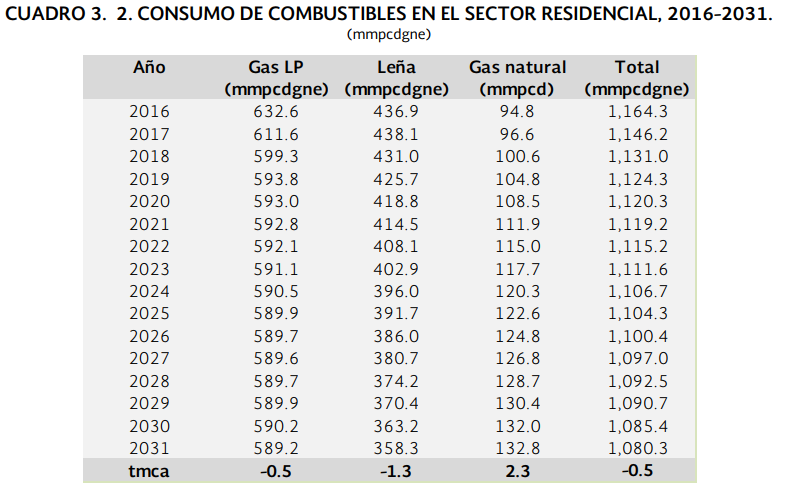 CUADRO 3.  2. CONSUMO DE COMBUSTIBLES EN EL SECTOR RESIDENCIAL, 2016–2031.
(mmpcdgne)
Año Gas LP Leña Gas natural Total
(mmpcdgne) (mmpcdgne) (mmpcd) (mmpcdgne)
2016 632.6 436.9 94.8 1,164.3
2017 611.6 438.1 96.6 1,146.2
2018 599.3 431.0 100.6 1,131.0
2019 593.8 425.7 104.8 1,124.3
2020 593.0 418.8 108.5 1,120.3
2021 592.8 414.5 111.9 1,119.2
2022 592.1 408.1 115.0 1,115.2
2023 591.1 402.9 117.7 1,111.6
2024 590.5 396.0 120.3 1,106.7
2025 589.9 391.7 122.6 1,104.3
2026 589.7 386.0 124.8 1,100.4
2027 589.6 380.7 126.8 1,097.0
2028 589.7 374.2 128.7 1,092.5
2029 589.9 370.4 130.4 1,090.7
2030 590.2 363.2 132.0 1,085.4
2031 589.2 358.3 132.8 1,080.3
tmca –0.5 –1.3 2.3 –0.5